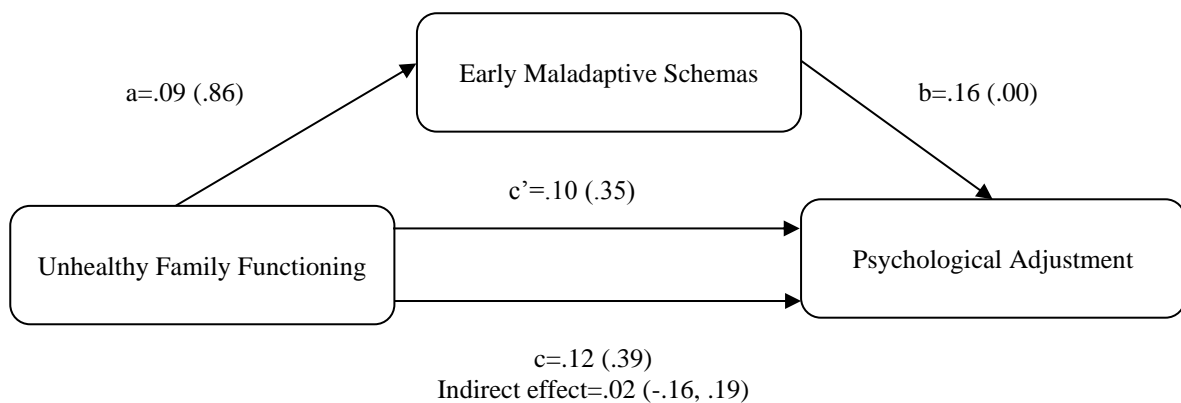 Early Maladaptive Schemas
a=.09 (.86)
b=.16 (.00)
c’=.10 (.35)
Unhealthy Family Functioning
Psychological Adjustment
c=.12 (.39)
Indirect effect=.02 (-.16, .19)